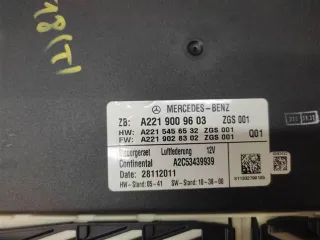 MERCEDES-BENZ
ZB: A221 900 96 03 ZGS 001
HW: A221 545 65 32 ZGS 001
FW: A221 902 83 02 ZGS 001 Q01
Steuergeraet Luftfederung 12V
Continental A2C53439939
Date: 28112011
HW-Stand: 05-41 SW-Stand: 10-38-00